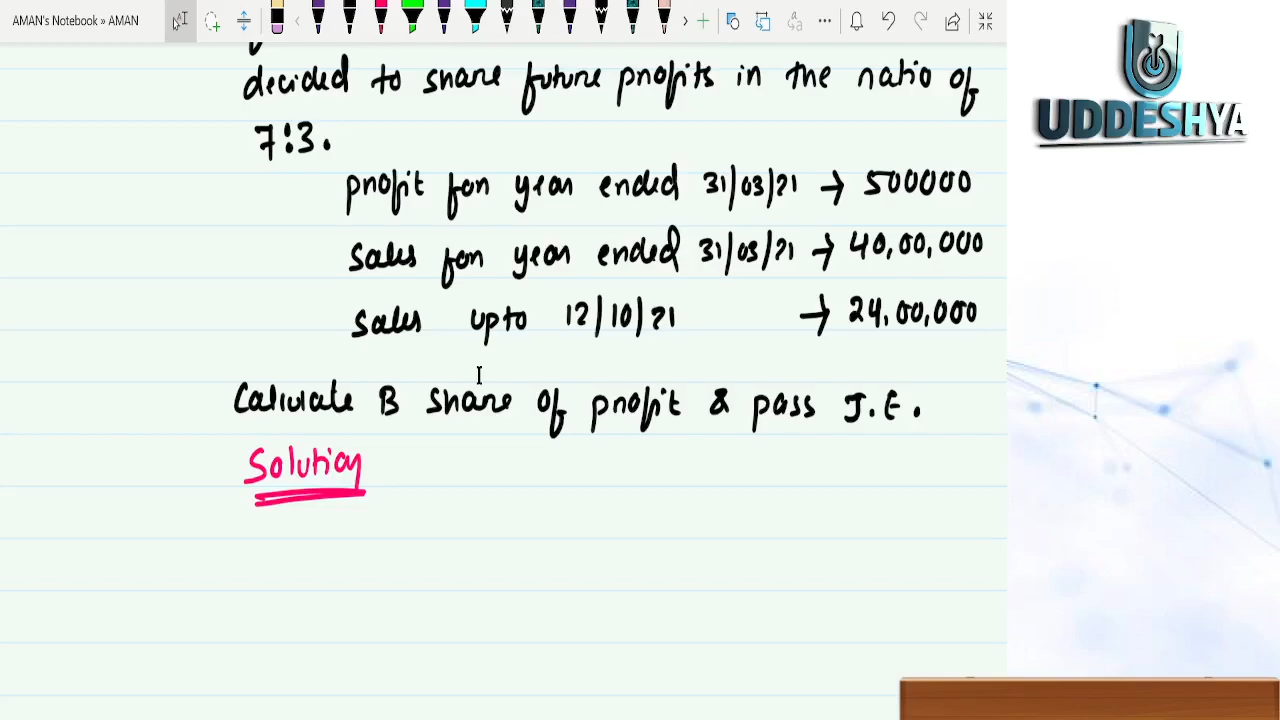 AMAN's Notebook » AMAN
decided to share future profits in the ratio of
7:3.
profit for year ended 31/03/21 → 500000
Sales for year ended 31/03/21 → 40,00,000
Sales upto 12/10/21 → 24,00,000
Calculate B share of profit & pass J.E.
Solution
UDDESHYA